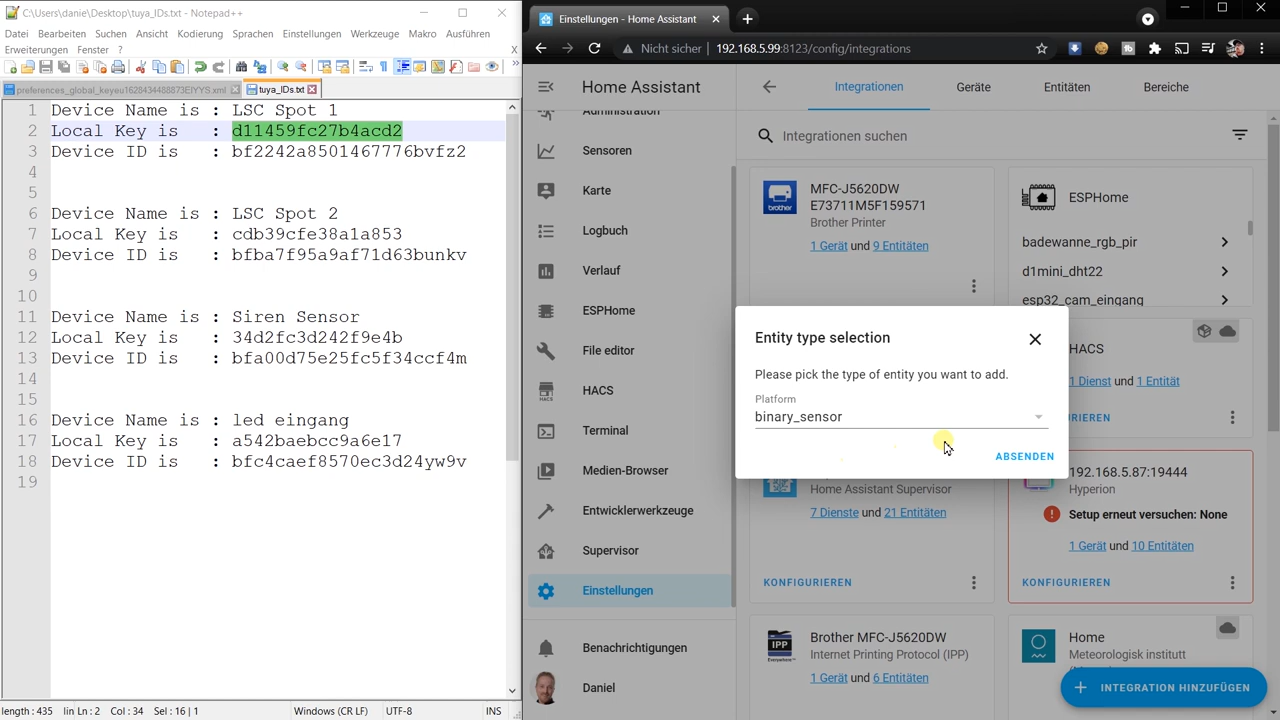 C:\Users\danie\Desktop\tuya_IDs.txt - Notepad++
Datei Bearbeiten Suchen Ansicht Kodierung Sprachen Einstellungen Werkzeuge Makro Ausführen
Erweiterungen Fenster ? X
preferences_global_keyeu1628434488873EIYYS.xml tuya_IDs.txt
1 Device Name is : LSC Spot 1
2 Local Key is : d11459fc27b4acd2
3 Device ID is : bf2242a8501467776bvfz2
4
5
6 Device Name is : LSC Spot 2
7 Local Key is : cdb39cfe38a1a853
8 Device ID is : bfba7f95a9af71d63bunkv
9
10
11 Device Name is : Siren Sensor
12 Local Key is : 34d2fc3d242f9e4b
13 Device ID is : bfa00d75e25fc5f34ccf4m
14
15
16 Device Name is : led eingang
17 Local Key is : a542baebcc9a6e17
18 Device ID is : bfc4caef8570ec3d24yw9v
19
length : 435 lin Ln : 2 Col : 34 Sel : 16 | 1 Windows (CR LF) UTF-8 INS
Einstellungen - Home Assistant
Nicht sicher | 192.168.5.99:8123/config/integrations
Home Assistant
Administration
Sensoren
Karte
Logbuch
Verlauf
ESPHome
File editor
HACS
Terminal
Medien-Browser
Entwicklerwerkzeuge
Supervisor
Einstellungen
Benachrichtigungen
Daniel
Integrationen Geräte Entitäten Bereiche
Integrationen suchen
MFC-J5620DW
E73711M5F159571
Brother Printer
1 Gerät und 9 Entitäten
ESPHome
badewanne_rgb_pir
d1mini_dht22
esp32_cam_eingang
Entity type selection
Please pick the type of entity you want to add.
Platform
binary_sensor
ABSENDEN
HACS
1 Dienst und 1 Entität
192.168.5.87:19444
Hyperion
Setup erneut versuchen: None
1 Gerät und 10 Entitäten
KONFIGURIEREN
Home Assistant Supervisor
7 Dienste und 21 Entitäten
KONFIGURIEREN
IPP
Brother MFC-J5620DW
Internet Printing Protocol (IPP)
1 Gerät und 6 Entitäten
Home
Meteorologisk institutt
INTEGRATION HINZUFÜGEN